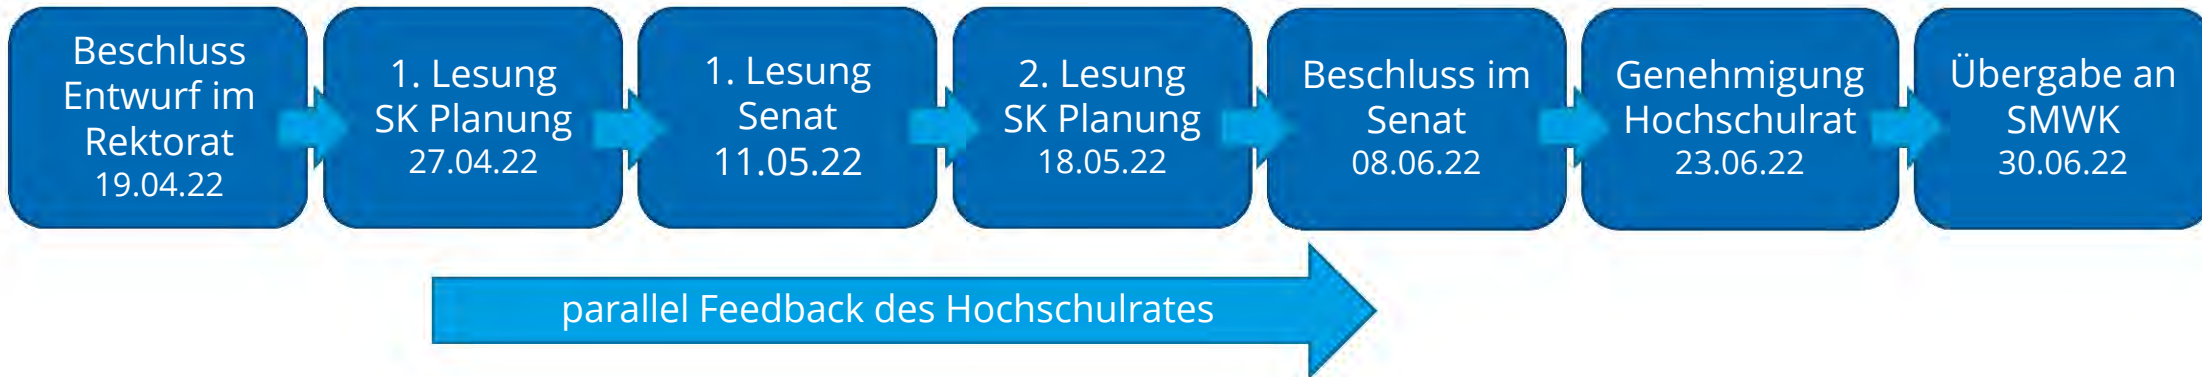 Beschluss
Entwurf im
Rektorat
19.04.22
1. Lesung
SK Planung
27.04.22
1. Lesung
Senat
11.05.22
2. Lesung
SK Planung
18.05.22
Beschluss im
Senat
08.06.22
Genehmigung
Hochschulrat
23.06.22
Übergabe an
SMWK
30.06.22
parallel Feedback des Hochschulrates